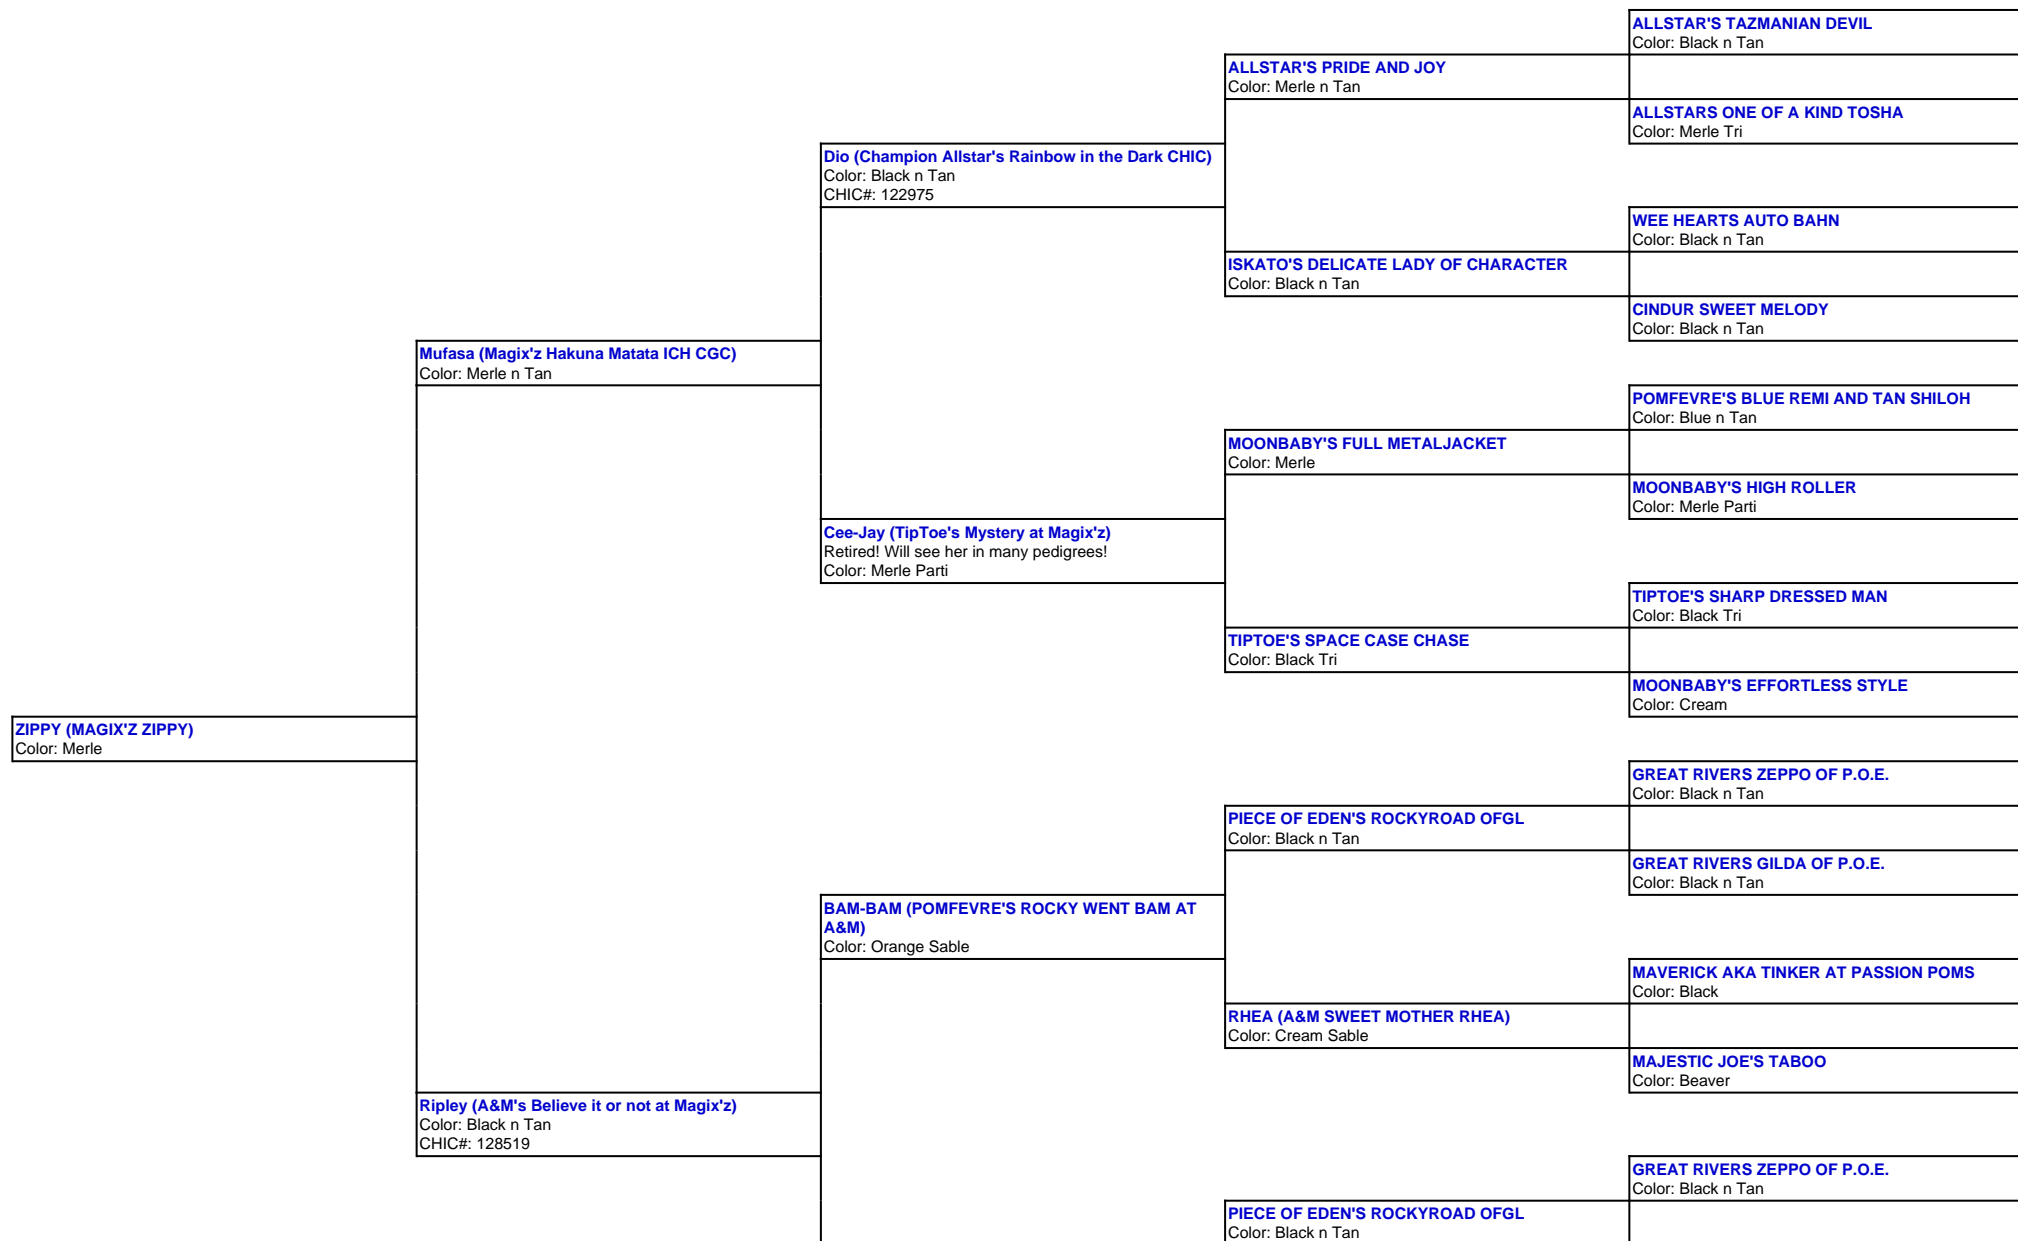 ALLSTAR'S TAZMANIAN DEVIL
Color: Black n Tan
ALLSTAR'S PRIDE AND JOY
Color: Merle n Tan
ALLSTARS ONE OF A KIND TOSHA
Color: Merle Tri
Dio (Champion Allstar's Rainbow in the Dark CHIC)
Color: Black n Tan
CHIC#: 122975
WEE HEARTS AUTO BAHN
Color: Black n Tan
ISKATO'S DELICATE LADY OF CHARACTER
Color: Black n Tan
CINDUR SWEET MELODY
Color: Black n Tan
Mufasa (Magix'z Hakuna Matata ICH CGC)
Color: Merle n Tan
POMFEVRE'S BLUE REMI AND TAN SHILOH
Color: Blue n Tan
MOONBABY'S FULL METALJACKET
Color: Merle
MOONBABY'S HIGH ROLLER
Color: Merle Parti
Cee-Jay (TipToe's Mystery at Magix'z)
Retired! Will see her in many pedigrees!
Color: Merle Parti
TIPTOE'S SHARP DRESSED MAN
Color: Black Tri
TIPTOE'S SPACE CASE CHASE
Color: Black Tri
MOONBABY'S EFFORTLESS STYLE
Color: Cream
ZIPPY (MAGIX'Z ZIPPY)
Color: Merle
GREAT RIVERS ZEPPO OF P.O.E.
Color: Black n Tan
PIECE OF EDEN'S ROCKYROAD OFGL
Color: Black n Tan
GREAT RIVERS GILDA OF P.O.E.
Color: Black n Tan
BAM-BAM (POMFEVRE'S ROCKY WENT BAM AT
A&M)
Color: Orange Sable
MAVERICK AKA TINKER AT PASSION POMS
Color: Black
RHEA (A&M SWEET MOTHER RHEA)
Color: Cream Sable
MAJESTIC JOE'S TABOO
Color: Beaver
Ripley (A&M's Believe it or not at Magix'z)
Color: Black n Tan
CHIC#: 128519
GREAT RIVERS ZEPPO OF P.O.E.
Color: Black n Tan
PIECE OF EDEN'S ROCKYROAD OFGL
Color: Black n Tan